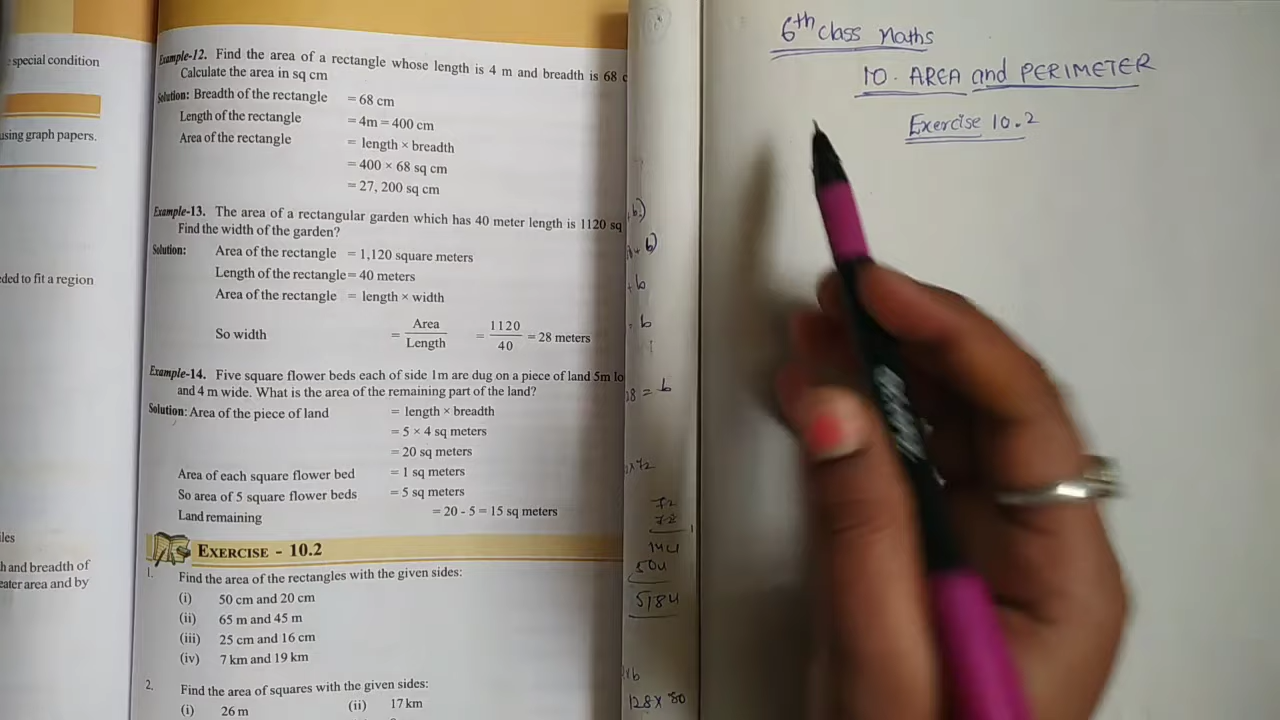 : special condition
using graph papers.
ded to fit a region
iles
h and breadth of
eater area and by
Example-12. Find the area of a rectangle whose length is 4 m and breadth is 68 c
Calculate the area in sq cm
Solution: Breadth of the rectangle = 68 cm
Length of the rectangle = 4m = 400 cm
Area of the rectangle = length × breadth
= 400 × 68 sq cm
= 27, 200 sq cm
Example-13. The area of a rectangular garden which has 40 meter length is 1120 sq
Find the width of the garden?
Solution: Area of the rectangle = 1,120 square meters
Length of the rectangle = 40 meters
Area of the rectangle = length × width
So width = Area / Length = 1120 / 40 = 28 meters
Example-14. Five square flower beds each of side 1m are dug on a piece of land 5m lo
and 4 m wide. What is the area of the remaining part of the land?
Solution: Area of the piece of land = length × breadth
= 5 × 4 sq meters
= 20 sq meters
Area of each square flower bed = 1 sq meters
So area of 5 square flower beds = 5 sq meters
Land remaining = 20 - 5 = 15 sq meters
EXERCISE - 10.2
1. Find the area of the rectangles with the given sides:
(i) 50 cm and 20 cm
(ii) 65 m and 45 m
(iii) 25 cm and 16 cm
(iv) 7 km and 19 km
2. Find the area of squares with the given sides:
(i) 26 m (ii) 17 km
b)
b)
+ b
= b
= b
×72
72
72
144
504
5184
×b
128× 80
6th class Maths
10. AREA and PERIMETER
Exercise 10.2